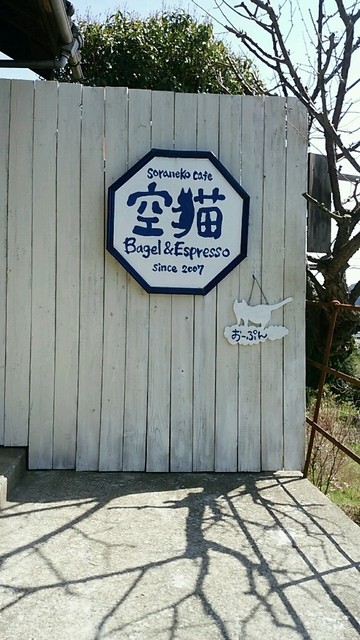 Soraneko Cafe
空猫
Bagel & Espresso
since 2007
おーぷん